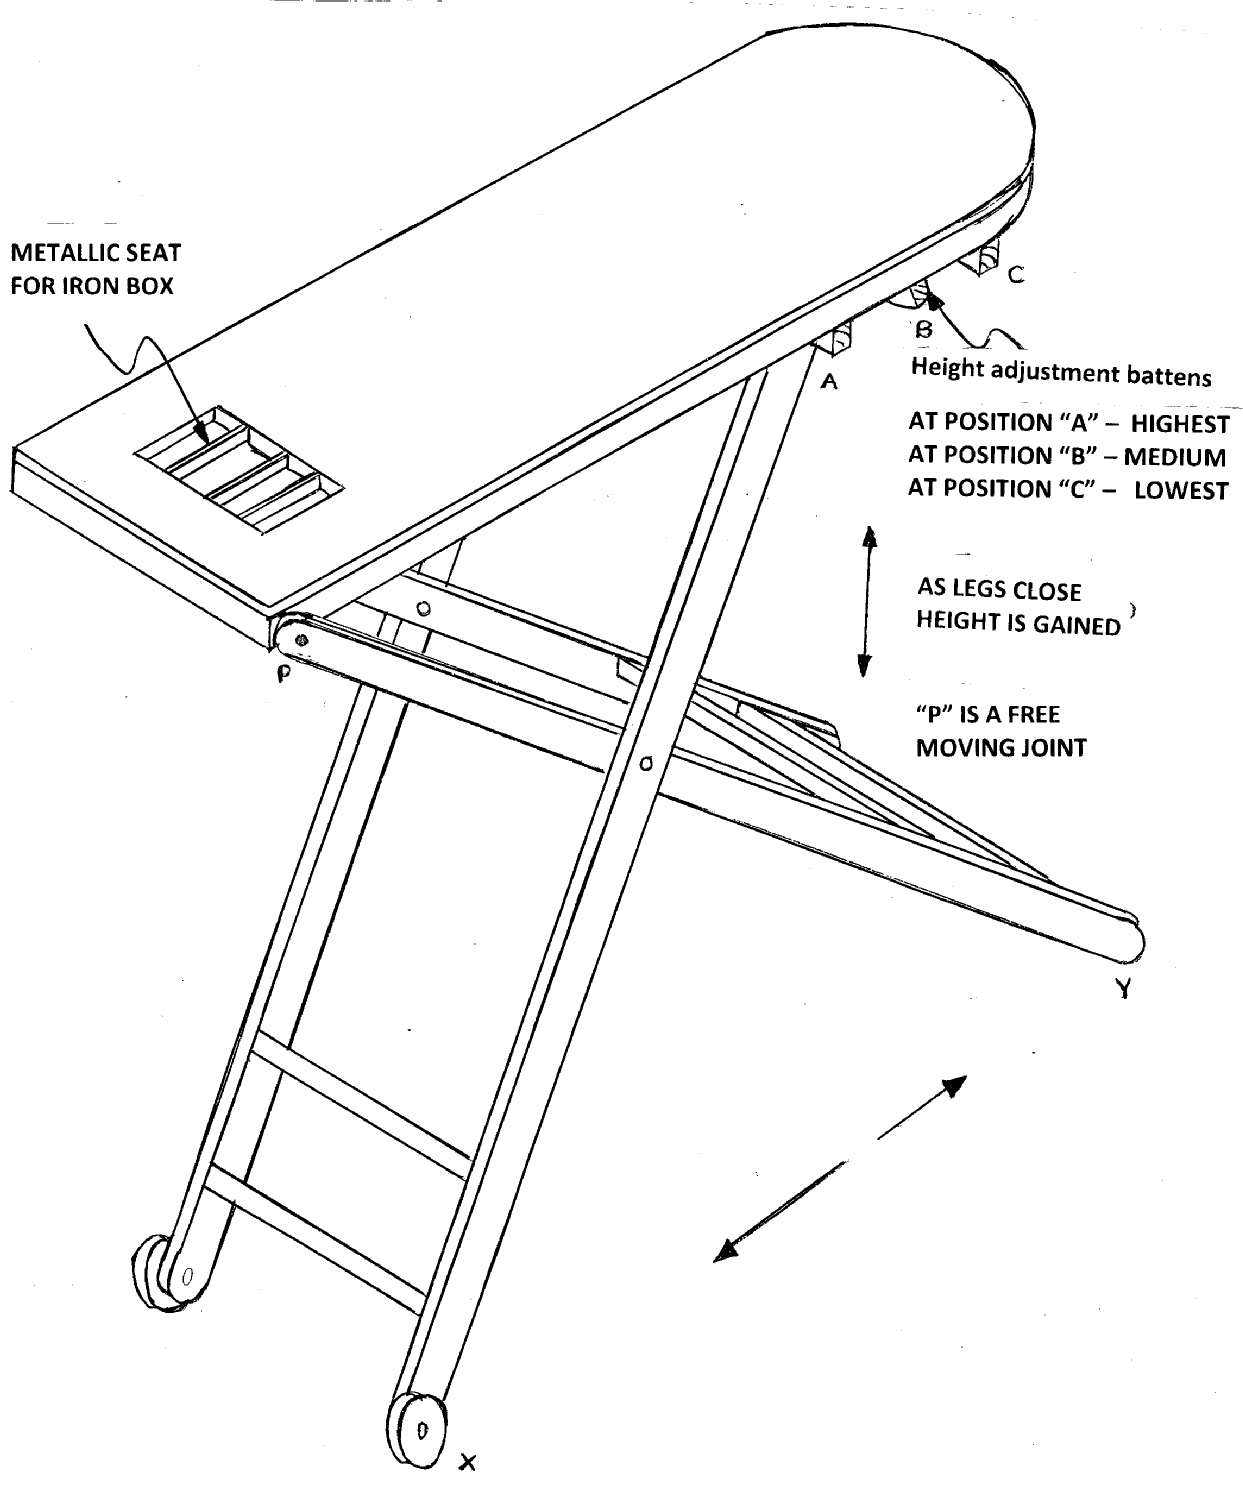 METALLIC SEAT
FOR IRON BOX
C
B
A
Height adjustment battens
AT POSITION “A” – HIGHEST
AT POSITION “B” – MEDIUM
AT POSITION “C” – LOWEST
AS LEGS CLOSE
HEIGHT IS GAINED
P
“P” IS A FREE
MOVING JOINT
Y
X